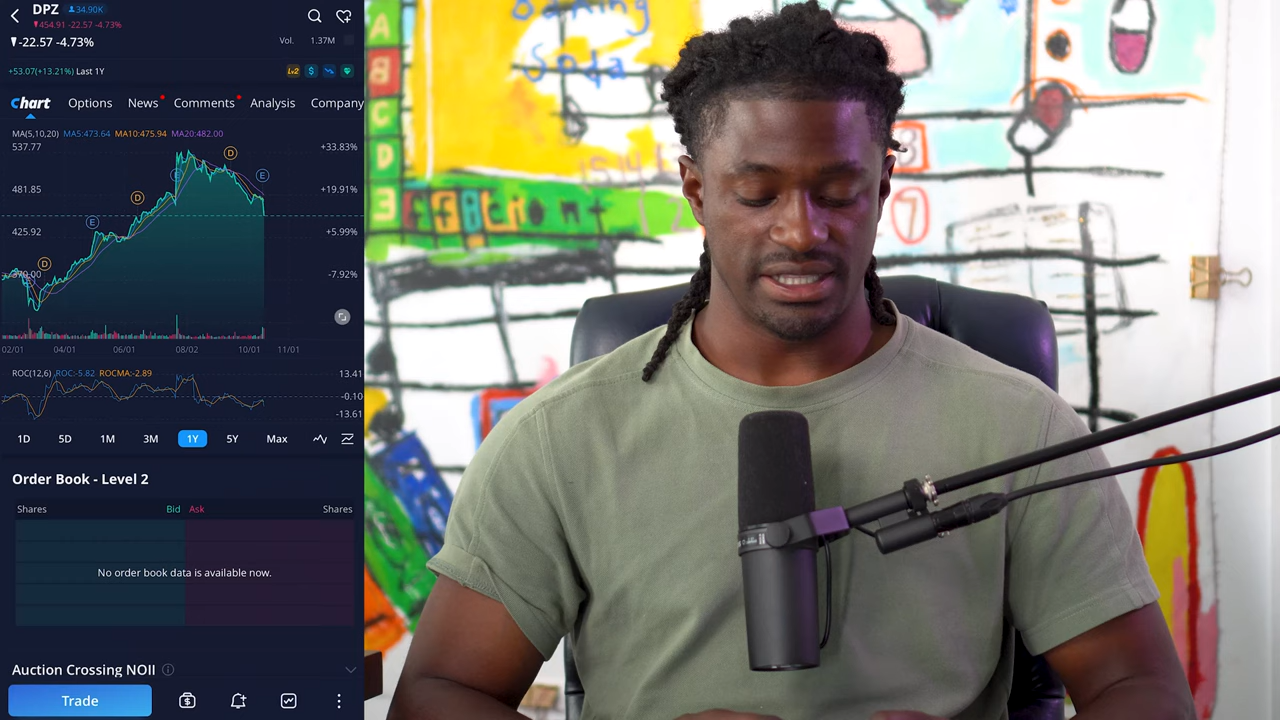 DPZ 34.90K
454.91 -22.57 -4.73%
-22.57 -4.73% Vol. 1.37M
+53.07(+13.21%) Last 1Y Lv2 $
Chart Options News Comments Analysis Company
MA(5,10,20) MA5:473.64 MA10:475.94 MA20:482.00
537.77 +33.83%
D
E E
481.85 +19.91%
D
E
425.92 +5.99%
D
370.00 -7.92%
02/01 04/01 06/01 08/02 10/01 11/01
ROC(12,6) ROC:-5.82 ROCMA:-2.89 13.41
-0.10
-13.61
1D 5D 1M 3M 1Y 5Y Max
Order Book - Level 2
Shares Bid Ask Shares
No order book data is available now.
Auction Crossing NOII
Trade
A
B
C
D
E
Soda
7